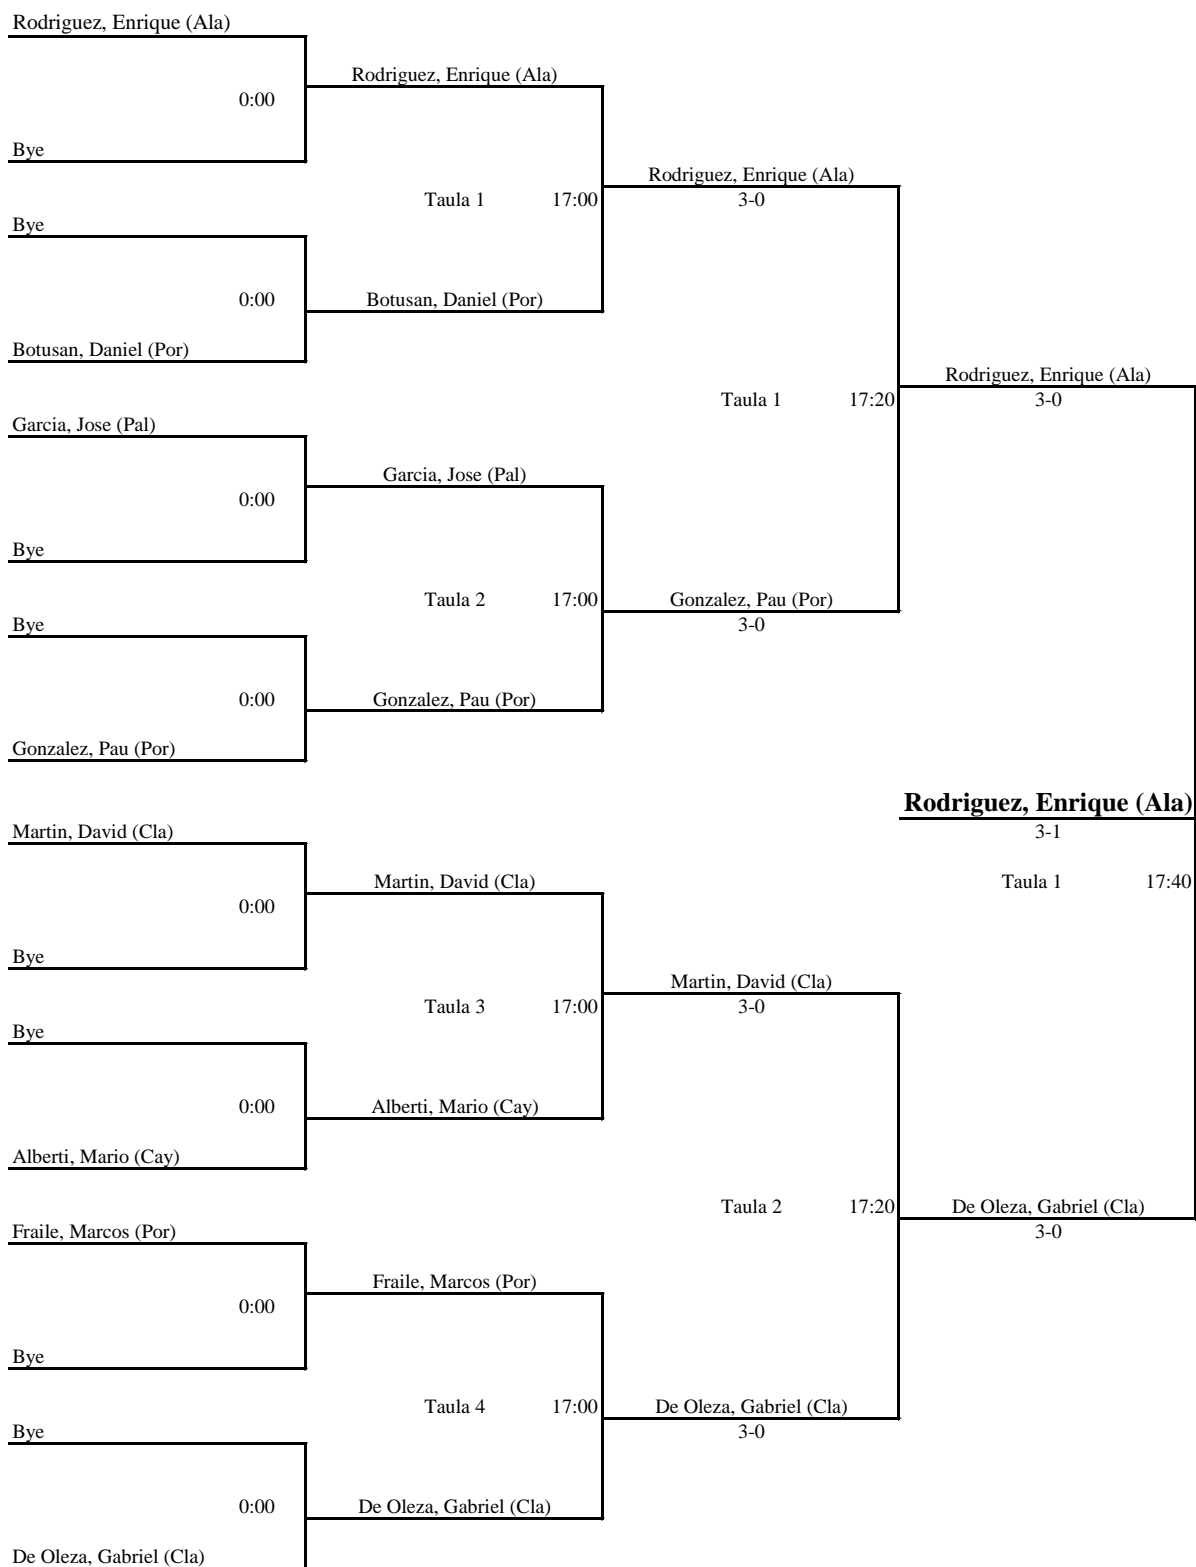 Rodriguez, Enrique (Ala)
Rodriguez, Enrique (Ala)
0:00
Bye
Rodriguez, Enrique (Ala)
Taula 1 17:00 3-0
Bye
0:00 Botusan, Daniel (Por)
Botusan, Daniel (Por)
Rodriguez, Enrique (Ala)
Taula 1 17:20 3-0
Garcia, Jose (Pal)
Garcia, Jose (Pal)
0:00
Bye
Taula 2 17:00 Gonzalez, Pau (Por)
Bye 3-0
0:00 Gonzalez, Pau (Por)
Gonzalez, Pau (Por)
Rodriguez, Enrique (Ala)
Martin, David (Cla) 3-1
Martin, David (Cla) Taula 1 17:40
0:00
Bye
Martin, David (Cla)
Taula 3 17:00 3-0
Bye
0:00 Alberti, Mario (Cay)
Alberti, Mario (Cay)
Taula 2 17:20 De Oleza, Gabriel (Cla)
Fraile, Marcos (Por) 3-0
Fraile, Marcos (Por)
0:00
Bye
Taula 4 17:00 De Oleza, Gabriel (Cla)
Bye 3-0
0:00 De Oleza, Gabriel (Cla)
De Oleza, Gabriel (Cla)